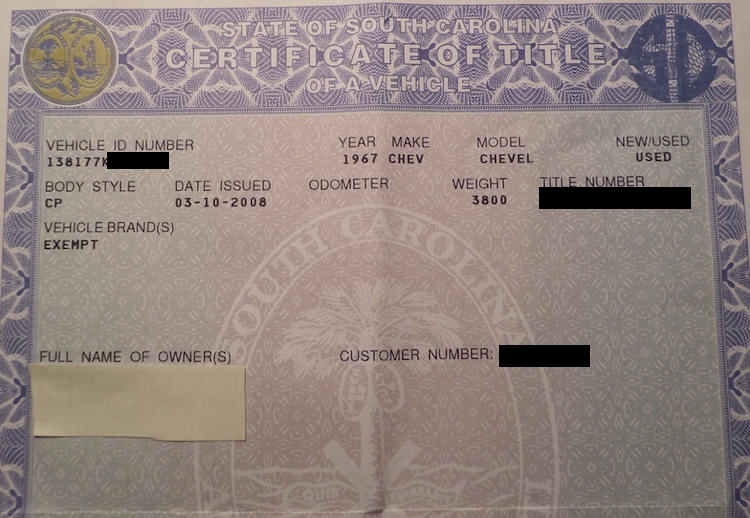 STATE OF SOUTH CAROLINA
CERTIFICATE OF TITLE
OF A VEHICLE
VEHICLE ID NUMBER YEAR MAKE MODEL NEW/USED
138177K 1967 CHEV CHEVEL USED
BODY STYLE DATE ISSUED ODOMETER WEIGHT TITLE NUMBER
CP 03-10-2008 3800
VEHICLE BRAND(S)
EXEMPT
SOUTH CAROLINA
FULL NAME OF OWNER(S) CUSTOMER NUMBER: